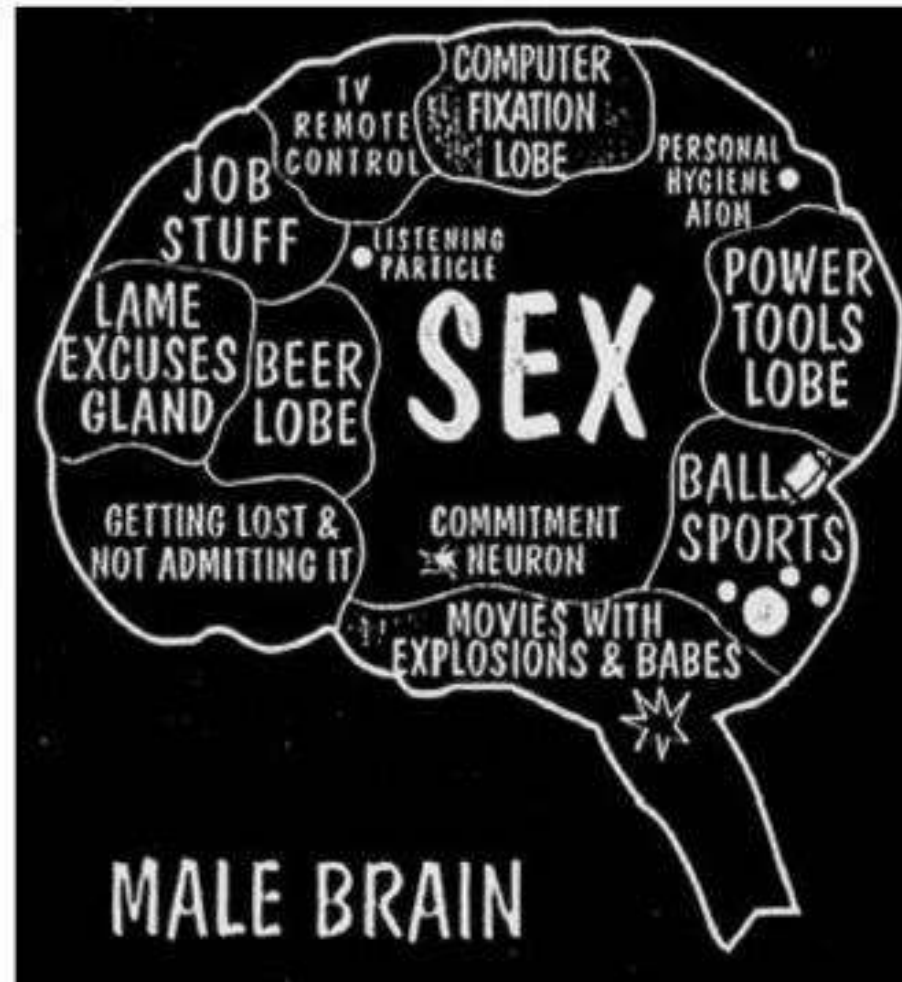 COMPUTER
FIXATION
LOBE
TV
REMOTE
CONTROL
PERSONAL
HYGIENE
ATOM
JOB
STUFF
LISTENING
PARTICLE
POWER
TOOLS
LOBE
LAME
EXCUSES
GLAND
BEER
LOBE
SEX
BALL
SPORTS
GETTING LOST &
NOT ADMITTING IT
COMMITMENT
NEURON
MOVIES WITH
EXPLOSIONS & BABES
MALE BRAIN